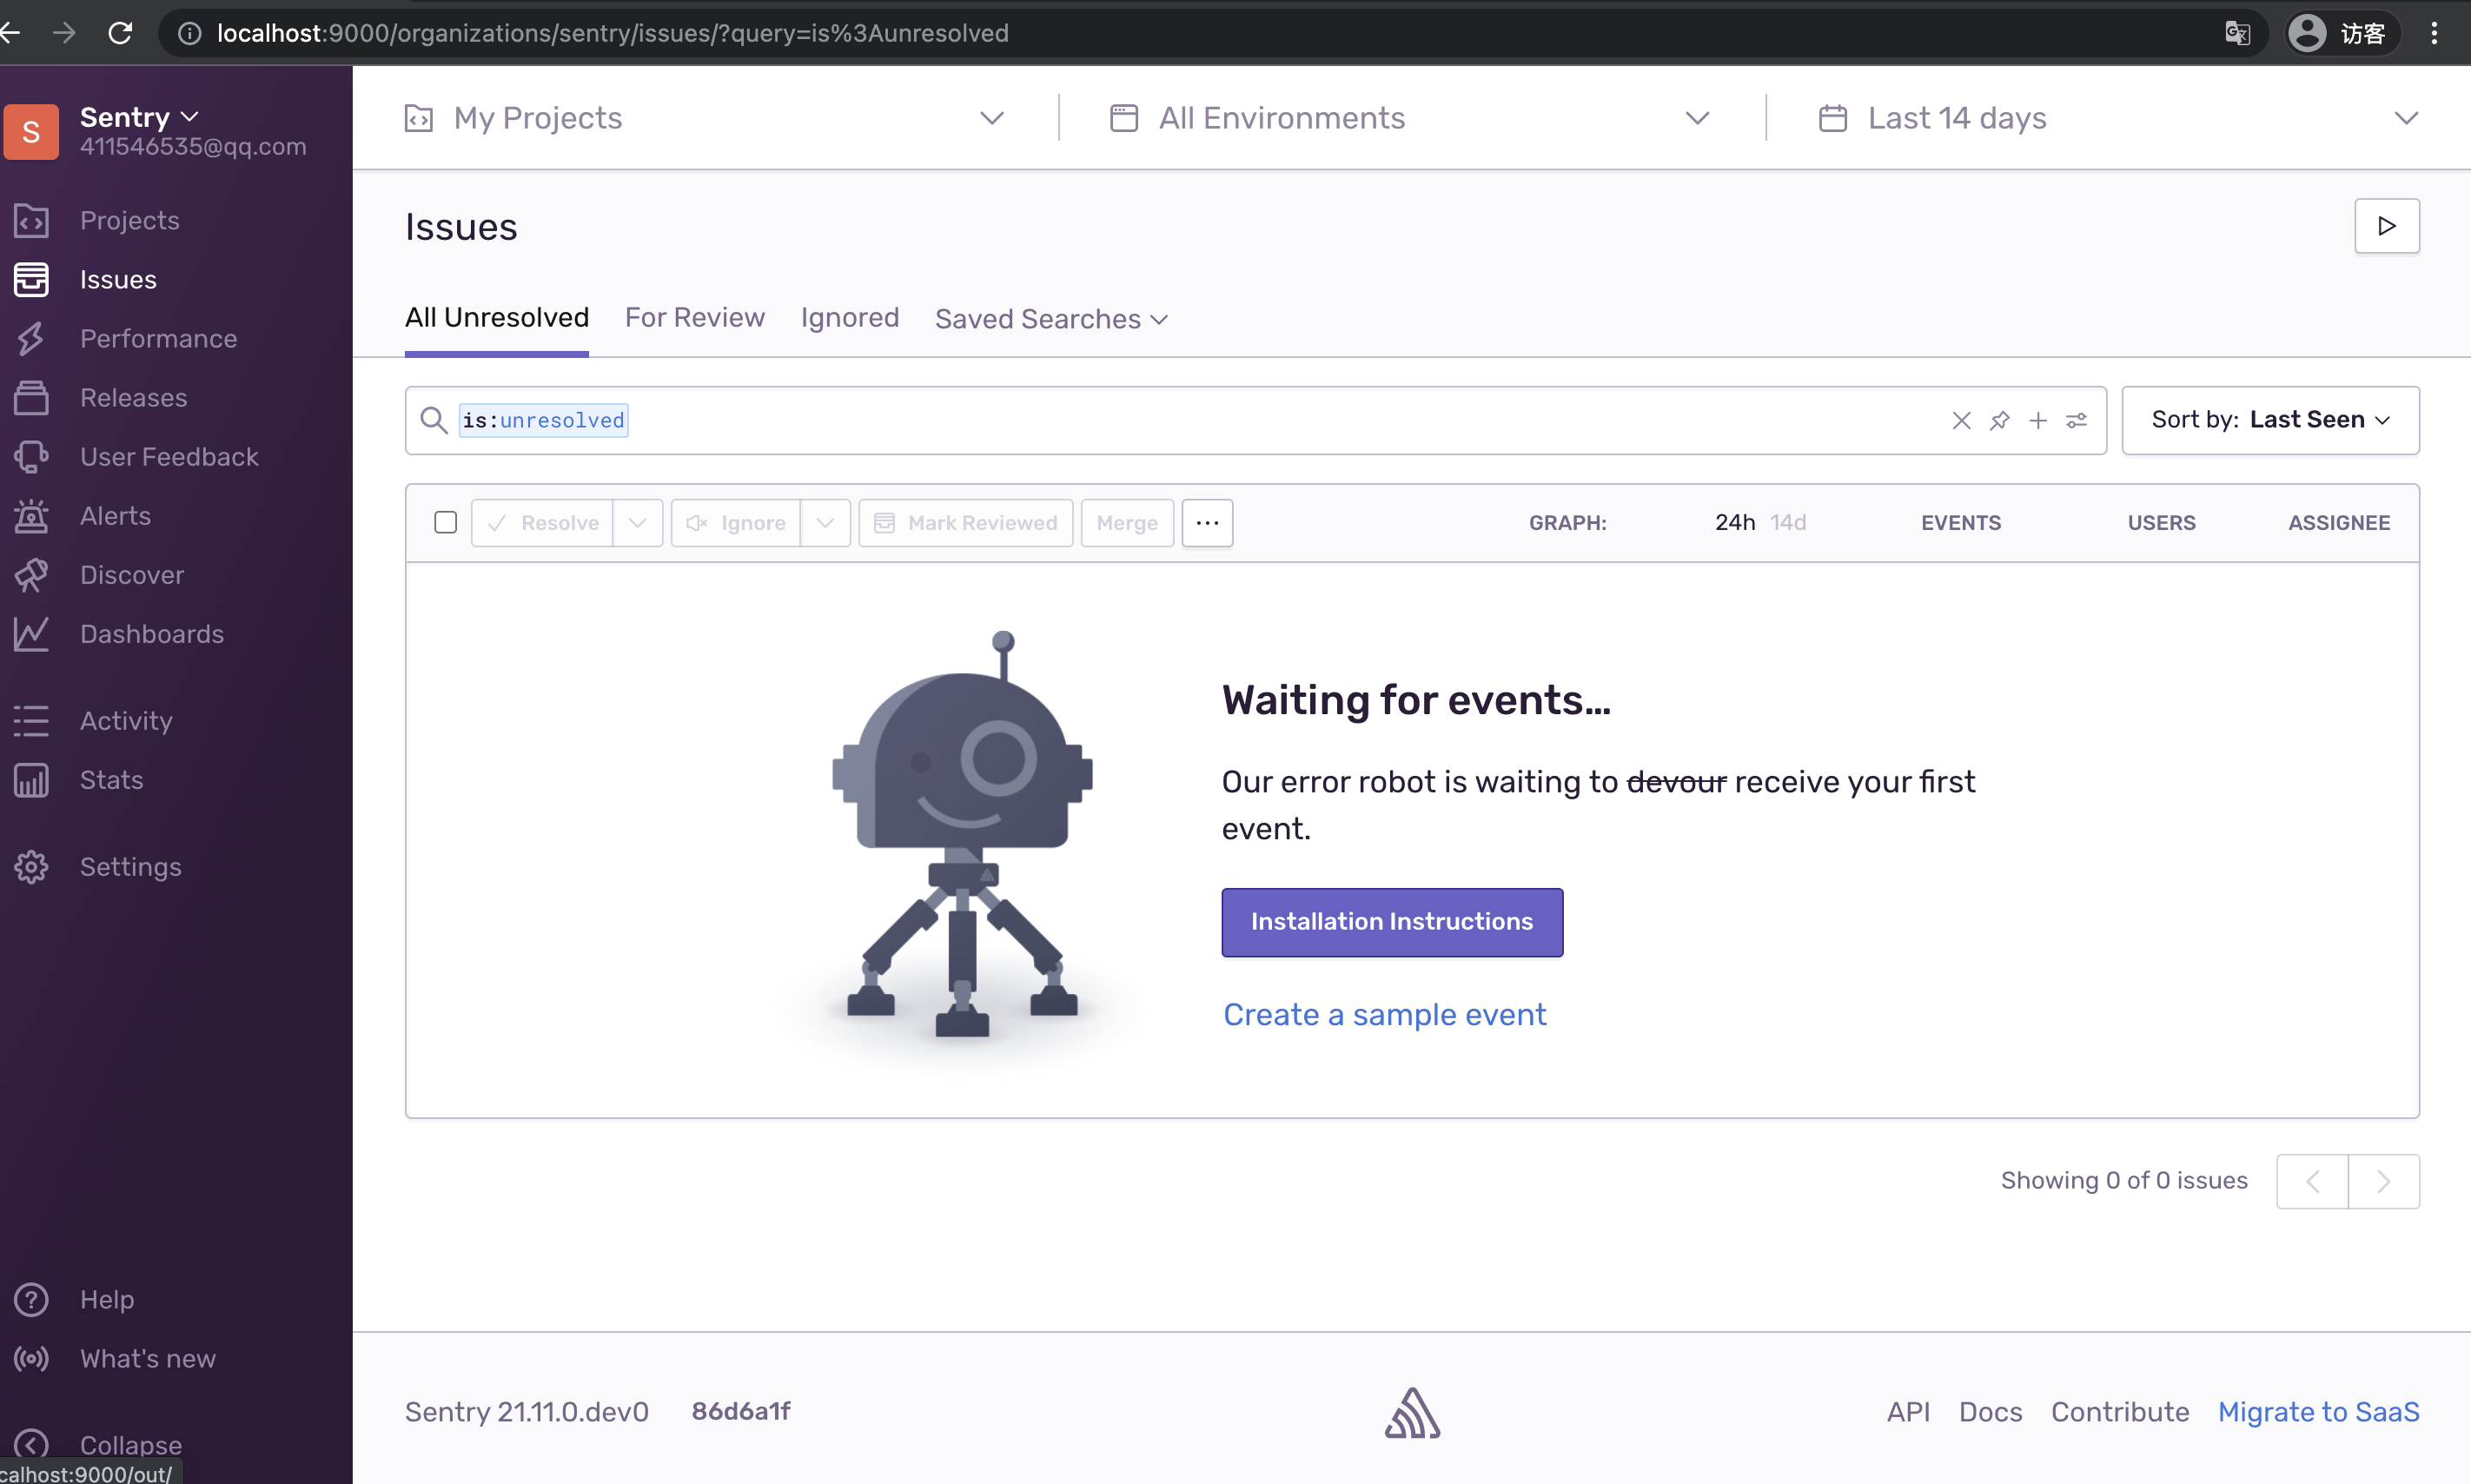 localhost:9000/organizations/sentry/issues/?query=is%3Aunresolved
访客
S
Sentry
411546535@qq.com
Projects
Issues
Performance
Releases
User Feedback
Alerts
Discover
Dashboards
Activity
Stats
Settings
Help
What's new
Collapse
calhost:9000/out/
My Projects
All Environments
Last 14 days
Issues
All Unresolved
For Review
Ignored
Saved Searches
is:unresolved
Sort by: Last Seen
Resolve
Ignore
Mark Reviewed
Merge
GRAPH:
24h 14d
EVENTS
USERS
ASSIGNEE
Waiting for events…
Our error robot is waiting to devour receive your first
event.
Installation Instructions
Create a sample event
Showing 0 of 0 issues
Sentry 21.11.0.dev0
86d6a1f
API
Docs
Contribute
Migrate to SaaS